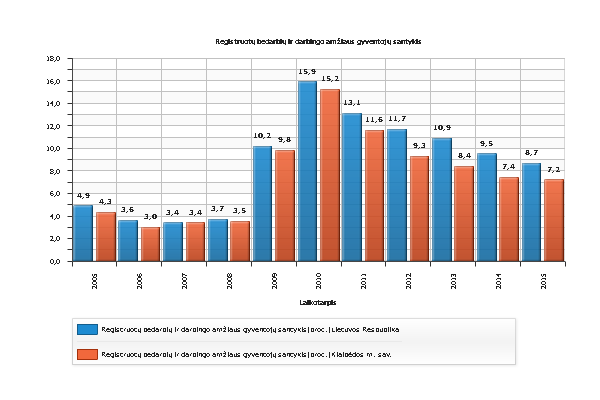 Registruotų bedarbių ir darbingo amžiaus gyventojų santykis
18,0
16,0
14,0
12,0
10,0
8,0
6,0
4,0
2,0
0,0
4,9 4,3 3,6 3,0 3,4 3,4 3,7 3,5 10,2 9,8 15,9 15,2 13,1 11,6 11,7 9,3 10,9 8,4 9,5 7,4 8,7 7,2
2005 2006 2007 2008 2009 2010 2011 2012 2013 2014 2015
Laikotarpis
Registruotų bedarbių ir darbingo amžiaus gyventojų santykis|proc.|Lietuvos Respublika
Registruotų bedarbių ir darbingo amžiaus gyventojų santykis|proc.|Klaipėdos m. sav.